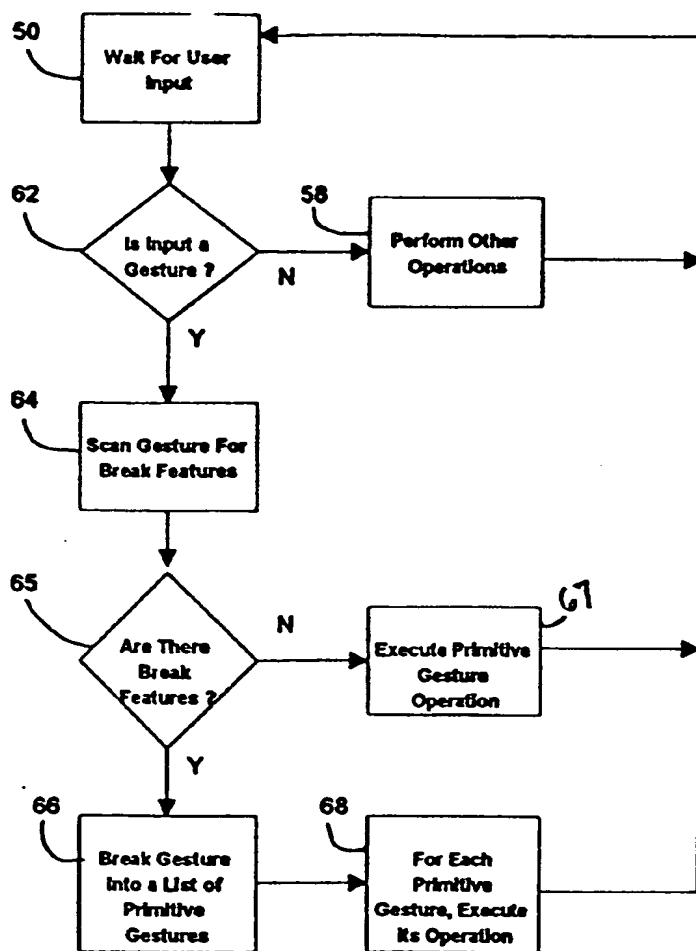 50
Wait For User
Input
62
Is Input a
Gesture ?
N
58
Perform Other
Operations
Y
64
Scan Gesture For
Break Features
65
Are There
Break
Features ?
N
67
Execute Primitive
Gesture
Operation
Y
66
Break Gesture
Into a List of
Primitive
Gestures
68
For Each
Primitive
Gesture, Execute
Its Operation